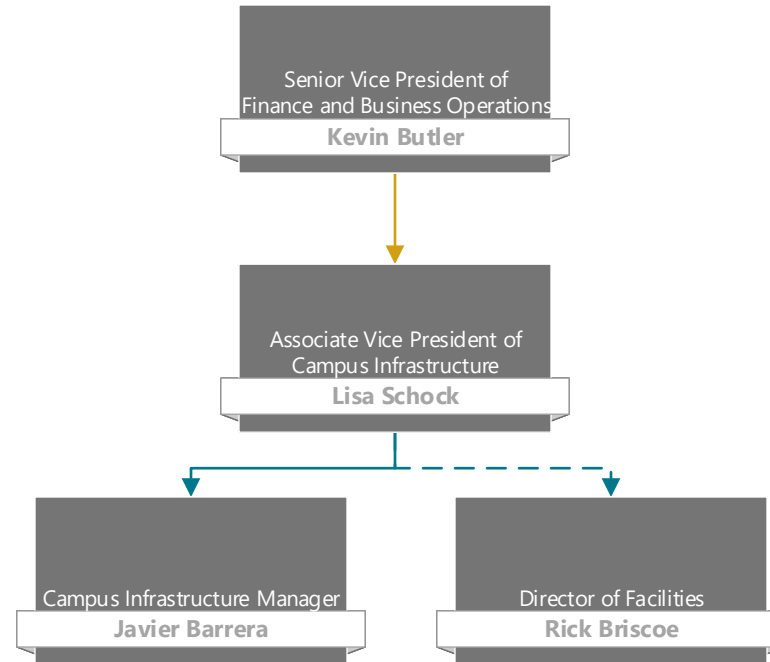 Senior Vice President of
Finance and Business Operations
Kevin Butler
Associate Vice President of
Campus Infrastructure
Lisa Schock
Campus Infrastructure Manager
Javier Barrera
Director of Facilities
Rick Briscoe